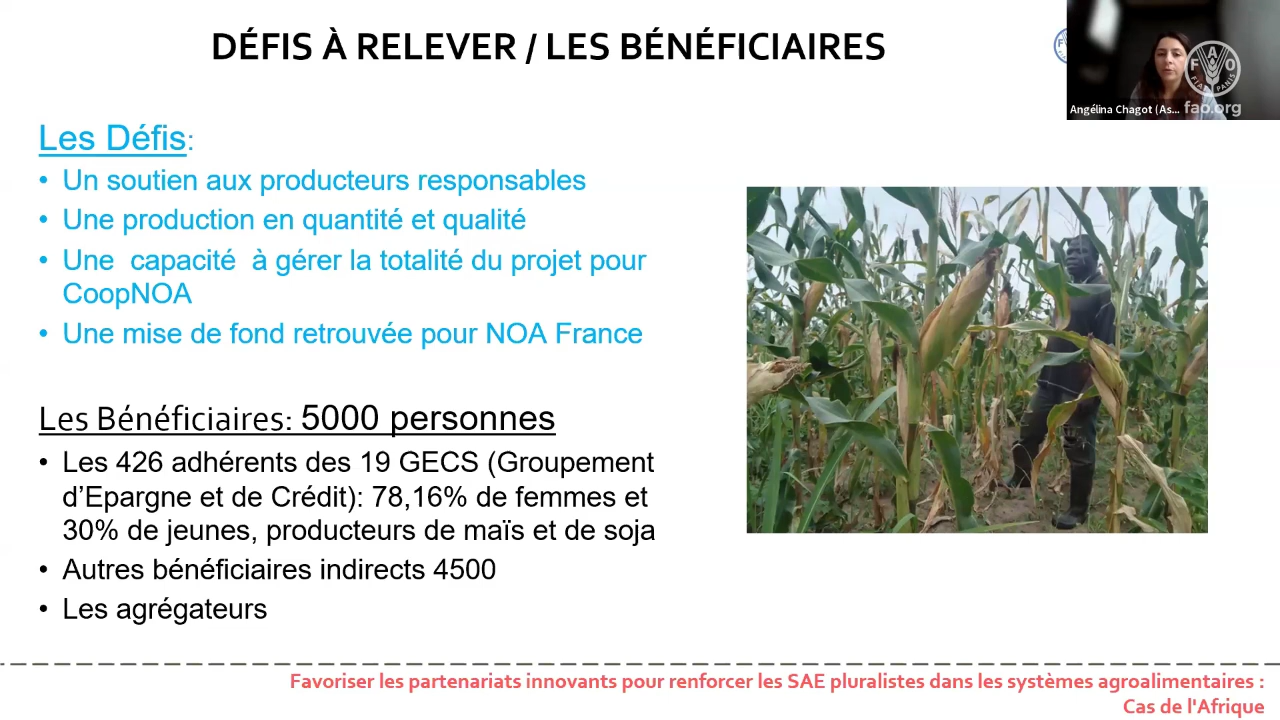 DÉFIS À RELEVER / LES BÉNÉFICIAIRES
Angélina Chagot (As...
FAO
FIAT PANIS
fao.org
Les Défis:
• Un soutien aux producteurs responsables
• Une production en quantité et qualité
• Une capacité à gérer la totalité du projet pour
CoopNOA
• Une mise de fond retrouvée pour NOA France
Les Bénéficiaires: 5000 personnes
• Les 426 adhérents des 19 GECS (Groupement
d’Epargne et de Crédit): 78,16% de femmes et
30% de jeunes, producteurs de maïs et de soja
• Autres bénéficiaires indirects 4500
• Les agrégateurs
Favoriser les partenariats innovants pour renforcer les SAE pluralistes dans les systèmes agroalimentaires :
Cas de l'Afrique